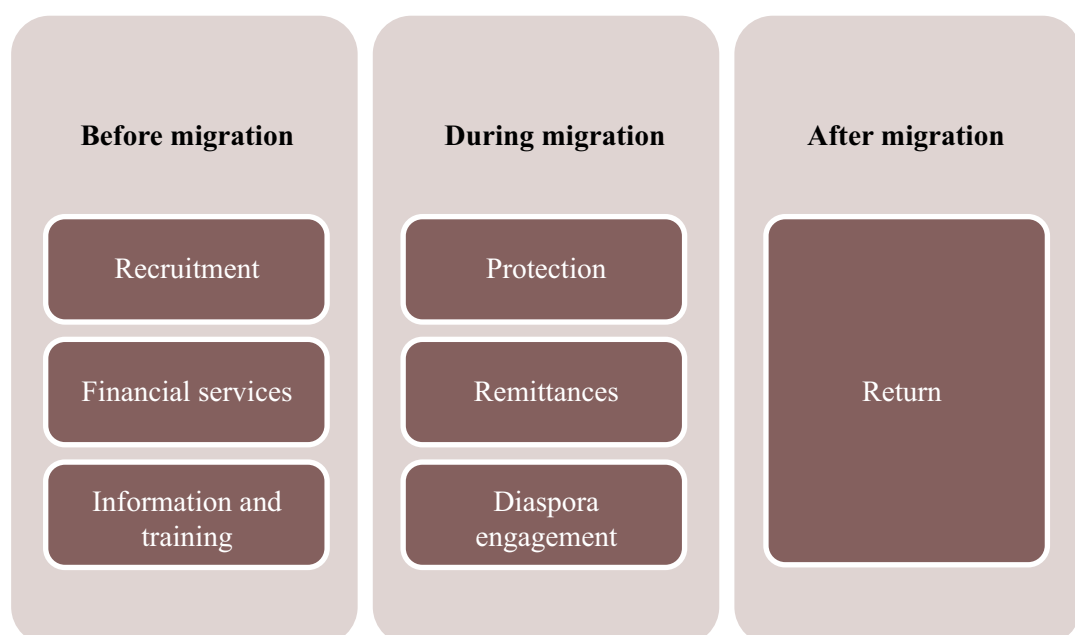 Before migration
Recruitment
Financial services
Information and
training
During migration
Protection
Remittances
Diaspora
engagement
After migration
Return